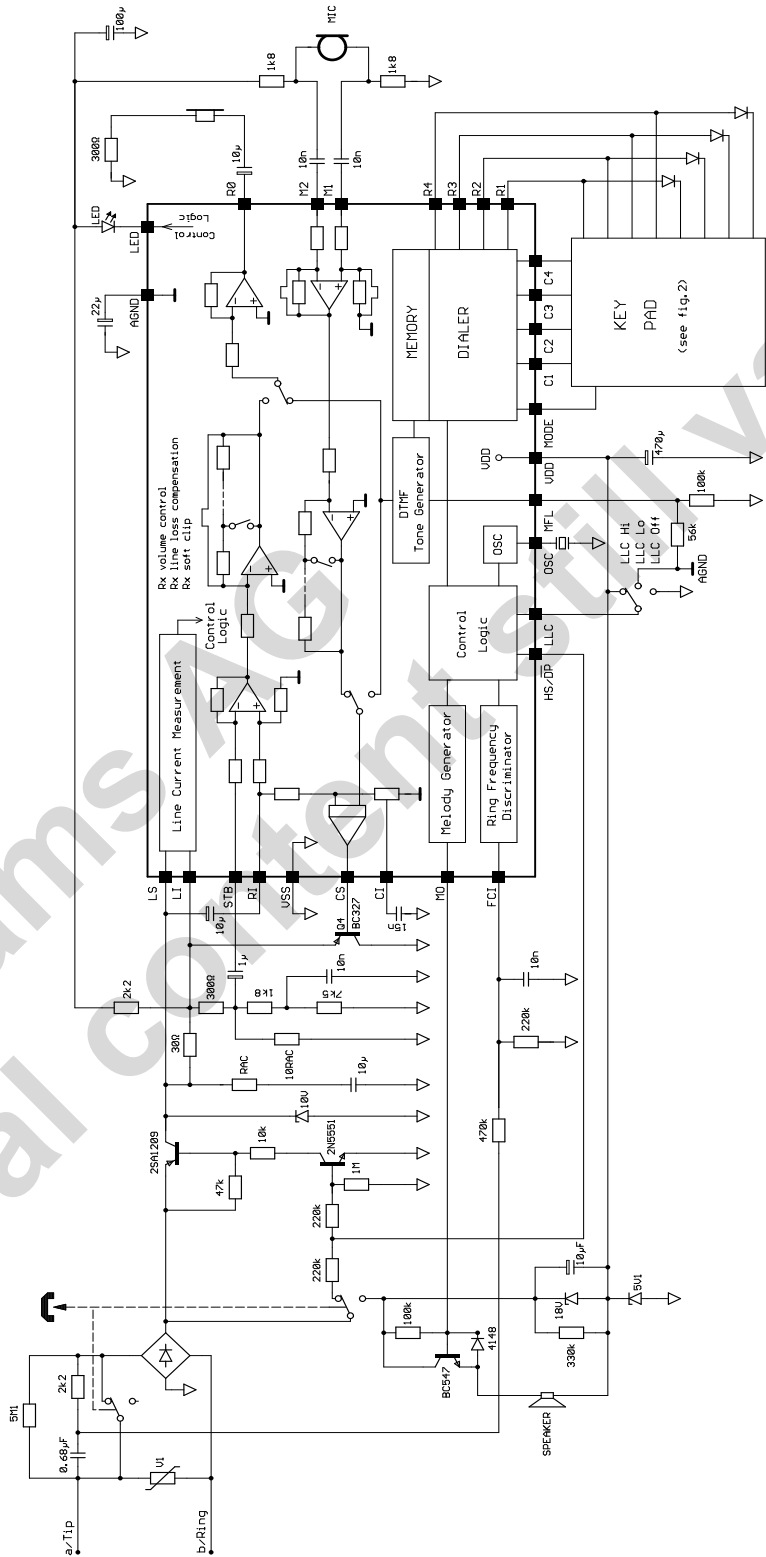 a/Tip
b/Ring
5M1
0.68µF
2k2
V1
2SA1209
47k
10k
2N5551
1M
220k
220k
10V
RAC
10µ
30Ω
2k2
300Ω
10RAC
1k8
7k5
10n
1µ
10µ
Q4
BC327
15n
LS
LI
STB
RI
VSS
CS
CI
MO
FCI
470k
220k
10n
BC547
100k
4148
SPEAKER
18V
10µF
330k
5V1
Line Current Measurement
Control
Logic
Rx volume control
Rx line loss compensation
Rx soft clip
Melody Generator
Ring Frequency
Discriminator
Control
Logic
OSC
DTMF
Tone Generator
MEMORY
DIALER
VDD
Control
Logic
AGND
22µ
LED
LED
R0
10µ
300Ω
100µ
M2
M1
10n
10n
1k8
1k8
MIC
R4
R3
R2
R1
HS/DP
LLC
OSC
MFL
VDD
MODE
C1
C2
C3
C4
LLC Hi
LLC Lo
LLC Off
AGND
56k
100k
470µ
KEY
PAD
(see fig.2)
ams AG
al content still v